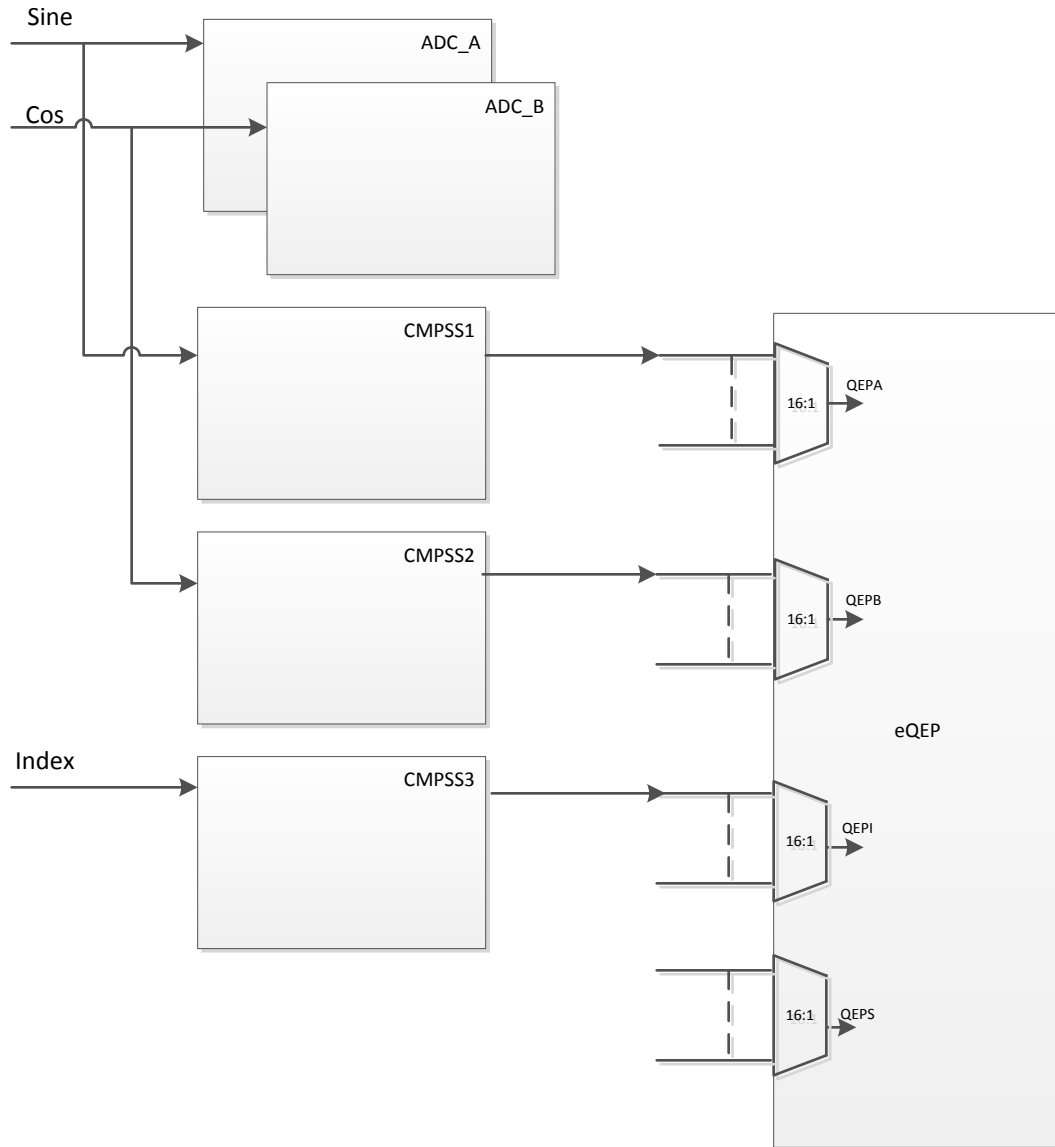 Sine
ADC_A
Cos
ADC_B
CMPSS1
16:1
QEPA
CMPSS2
16:1
QEPB
eQEP
Index
CMPSS3
16:1
QEPI
16:1
QEPS